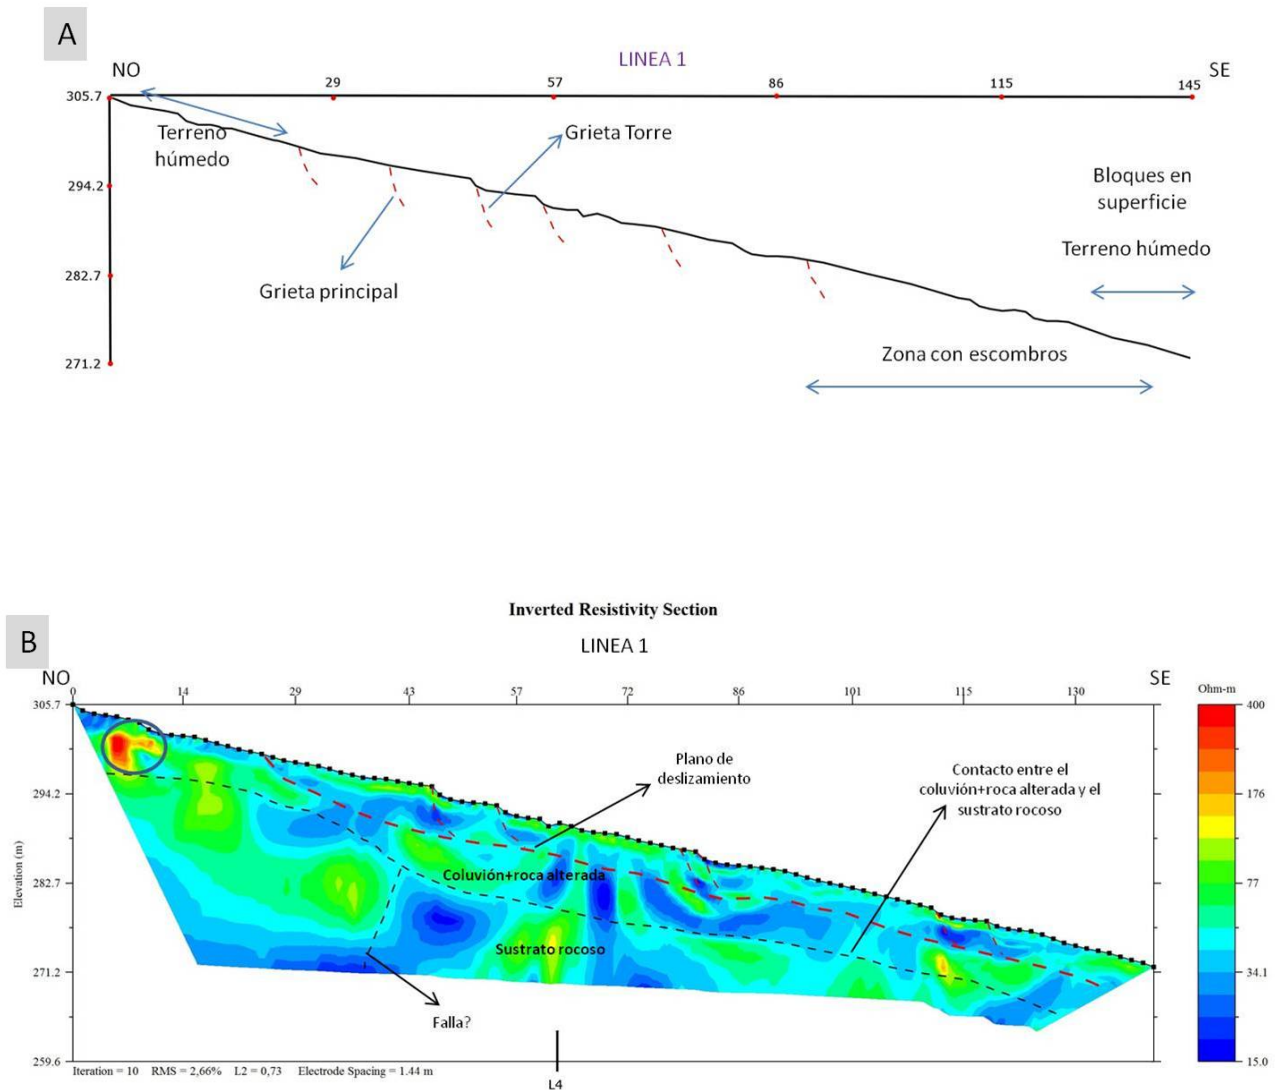 A
LINEA 1
NO
SE
29
57
86
115
145
305.7
294.2
282.7
271.2
Terreno
húmedo
Grieta Torre
Grieta principal
Bloques en
superficie
Terreno húmedo
Zona con escombros
Inverted Resistivity Section
B
LINEA 1
NO
SE
0
14
29
43
57
72
86
101
115
130
Ohm-m
305.7
294.2
282.7
271.2
259.6
Elevation (m)
Plano de
deslizamiento
Contacto entre el
coluvión+roca alterada y el
sustrato rocoso
Coluvión+roca alterada
Sustrato rocoso
Falla?
400
176
77
34.1
15.0
Iteration = 10 RMS = 2,66% L2 = 0,73 Electrode Spacing = 1.44 m
L4